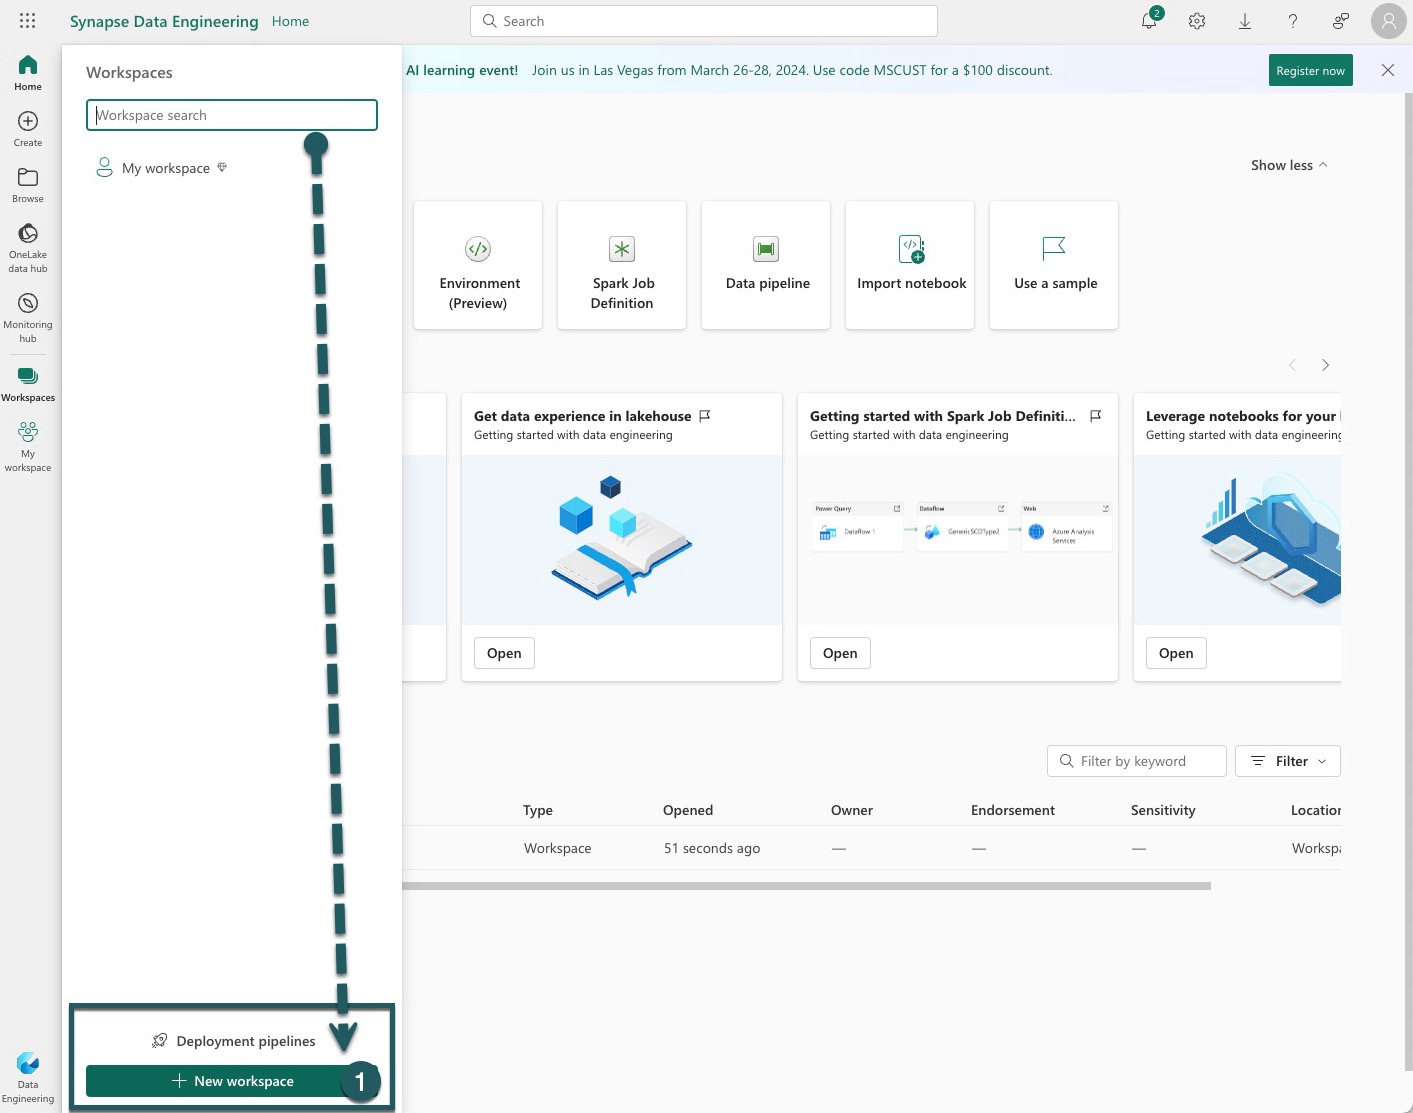 Synapse Data Engineering Home
Search
2
Workspaces
Workspace search
My workspace
Home
Create
Browse
OneLake
data hub
Monitoring
hub
Workspaces
My
workspace
Data
Engineering
Deployment pipelines
New workspace
1
AI learning event! Join us in Las Vegas from March 26-28, 2024. Use code MSCUST for a $100 discount.
Register now
Show less
Environment
(Preview)
Spark Job
Definition
Data pipeline
Import notebook
Use a sample
Get data experience in lakehouse
Getting started with data engineering
Open
Getting started with Spark Job Definiti...
Getting started with data engineering
Power Query
Dataflow 1
Dataflow
GenericSCDType2
Web
Azure Analysis
Services
Open
Leverage notebooks for your
Getting started with data engineering
Open
Filter by keyword
Filter
Type Opened Owner Endorsement Sensitivity Location
Workspace 51 seconds ago — — — Workspa